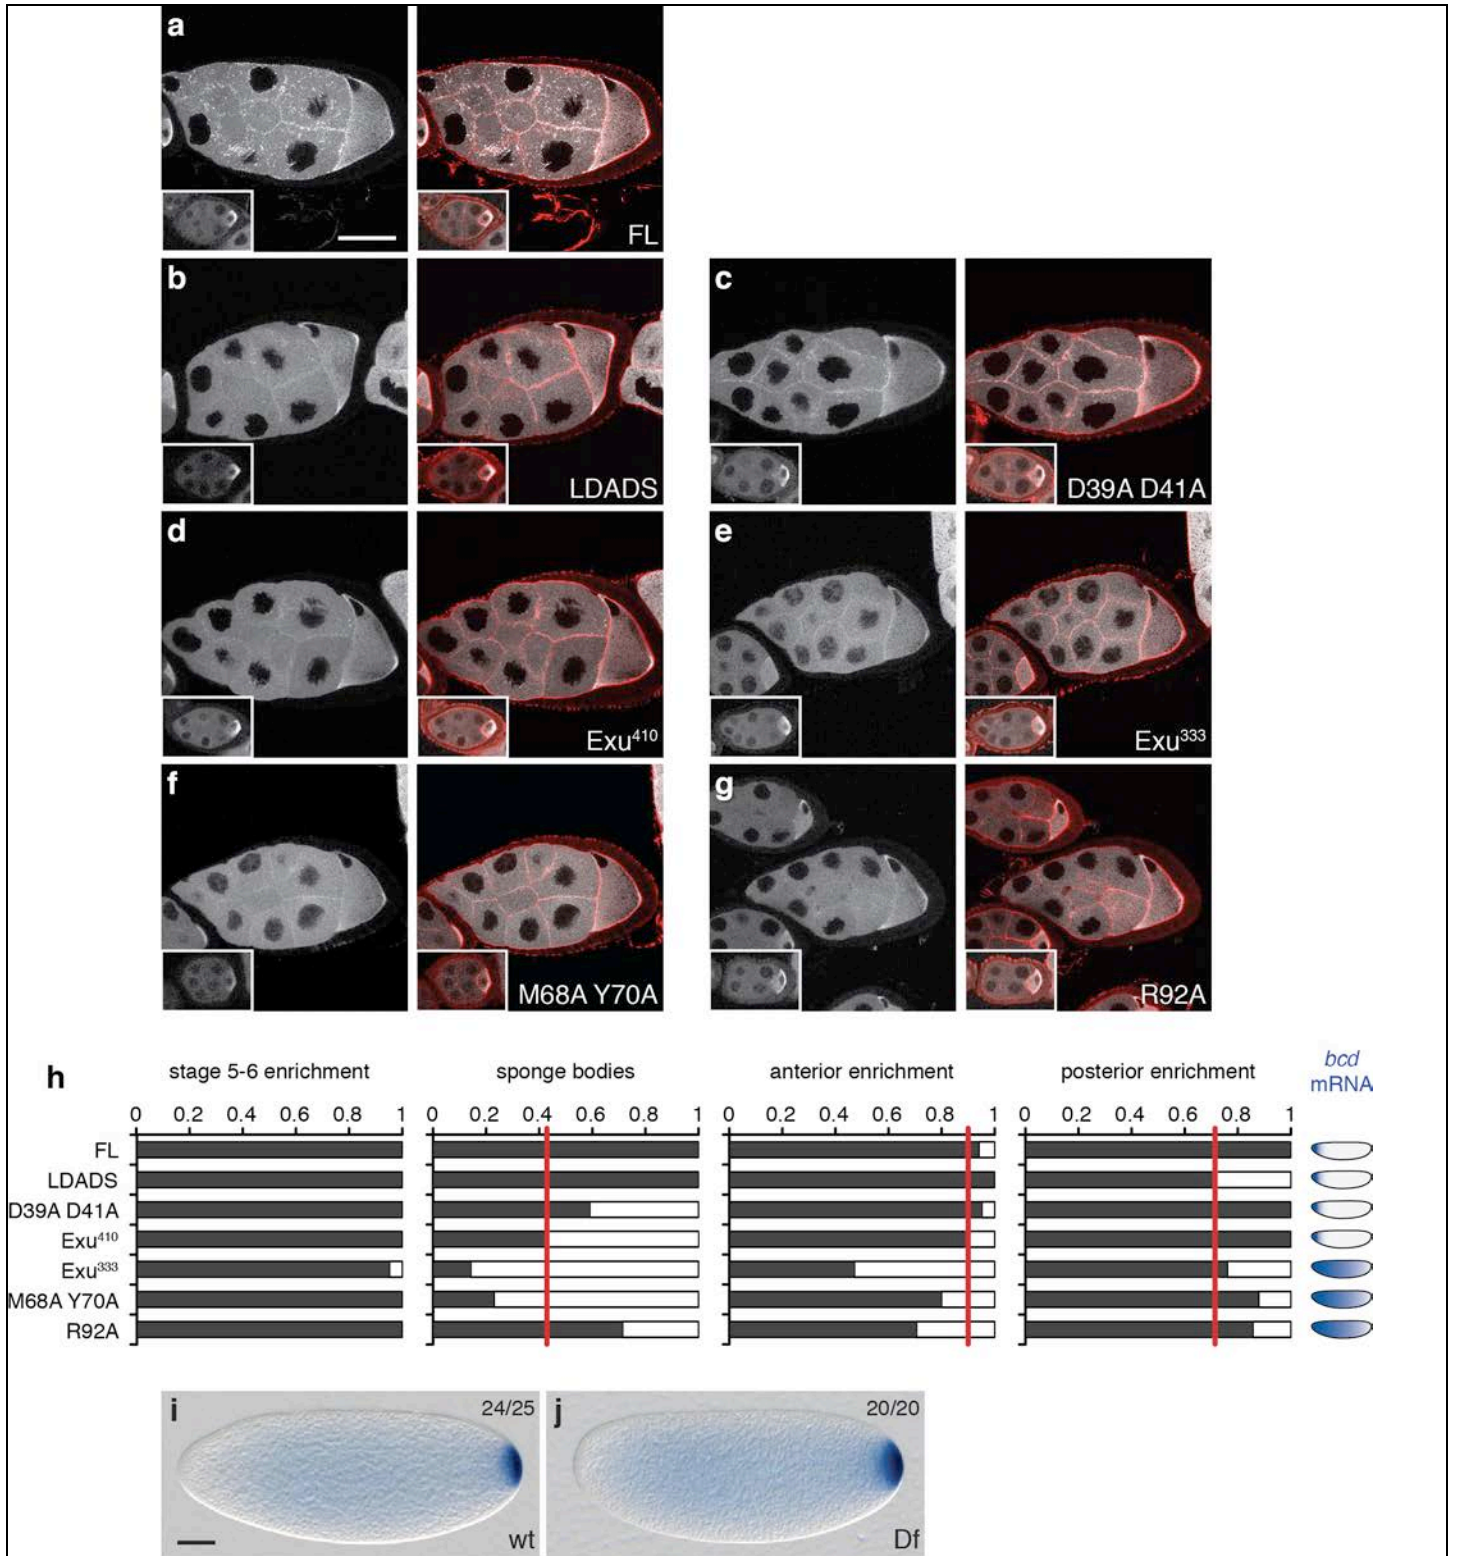 a
FL
b
LDADS
c
D39A D41A
d
Exu⁴¹⁰
e
Exu³³³
f
M68A Y70A
g
R92A
h
stage 5-6 enrichment
sponge bodies
anterior enrichment
posterior enrichment
bcd
mRNA
0 0.2 0.4 0.6 0.8 1
0 0.2 0.4 0.6 0.8 1
0 0.2 0.4 0.6 0.8 1
0 0.2 0.4 0.6 0.8 1
FL
LDADS
D39A D41A
Exu⁴¹⁰
Exu³³³
M68A Y70A
R92A
i
24/25
wt
j
20/20
Df